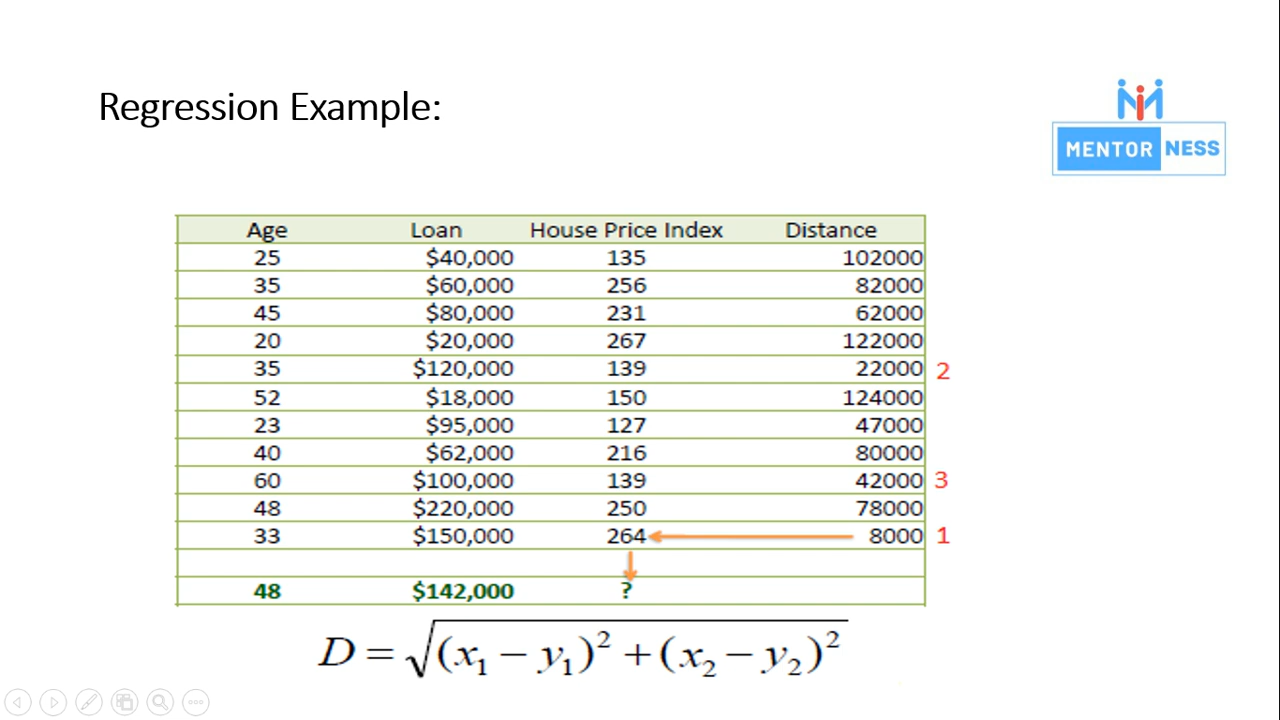 Regression Example:
MENTOR NESS
Age Loan House Price Index Distance
25 $40,000 135 102000
35 $60,000 256 82000
45 $80,000 231 62000
20 $20,000 267 122000
35 $120,000 139 22000 2
52 $18,000 150 124000
23 $95,000 127 47000
40 $62,000 216 80000
60 $100,000 139 42000 3
48 $220,000 250 78000
33 $150,000 264 8000 1
48 $142,000 ?
D = √(x₁ − y₁)² + (x₂ − y₂)²